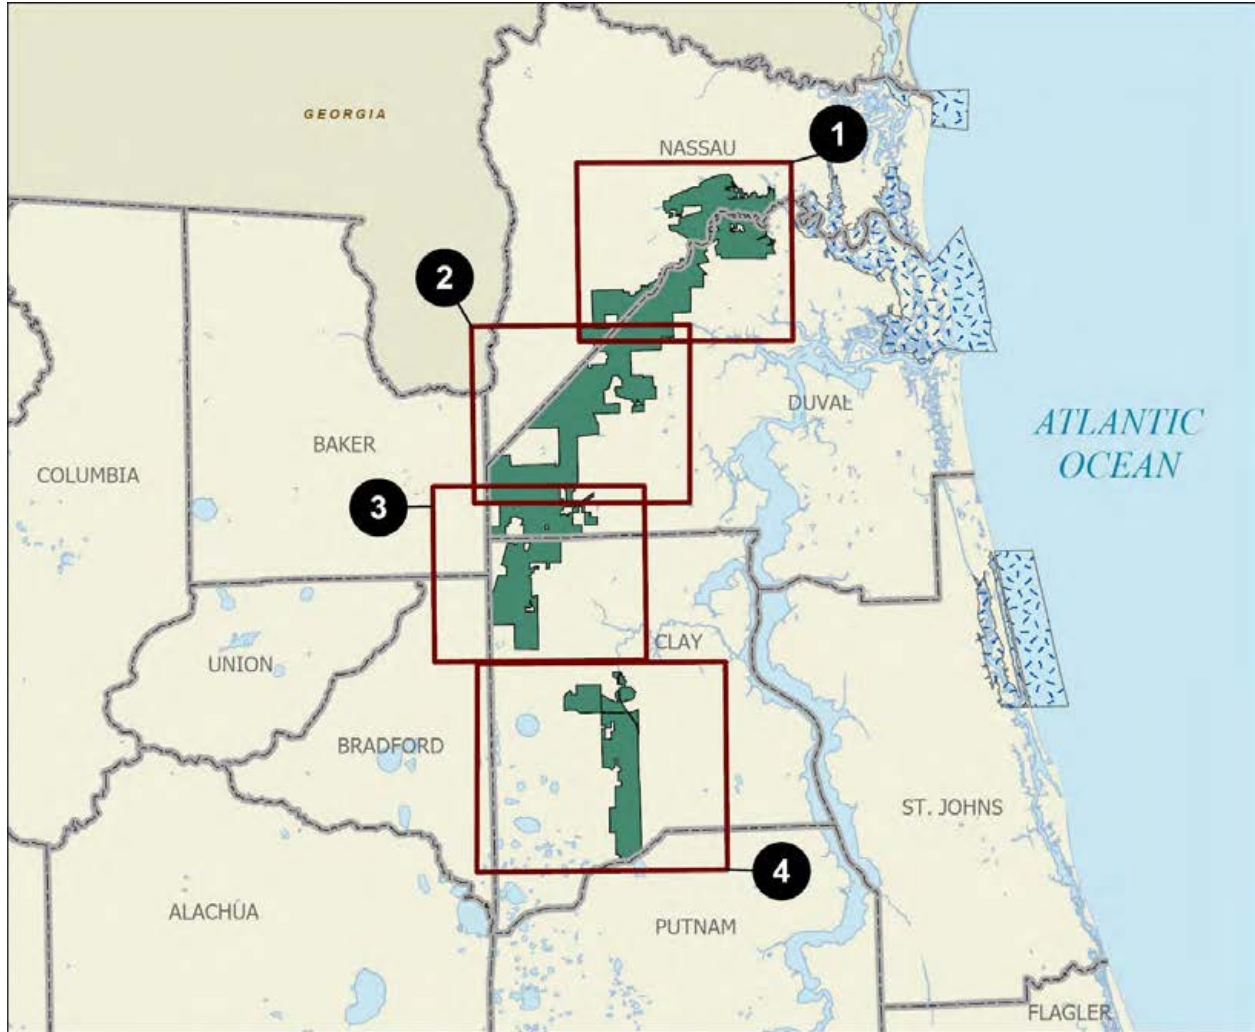 GEORGIA
1
NASSAU
2
DUVAL
ATLANTIC
OCEAN
BAKER
COLUMBIA
3
UNION
CLAY
BRADFORD
ST. JOHNS
4
ALACHUA
PUTNAM
FLAGLER